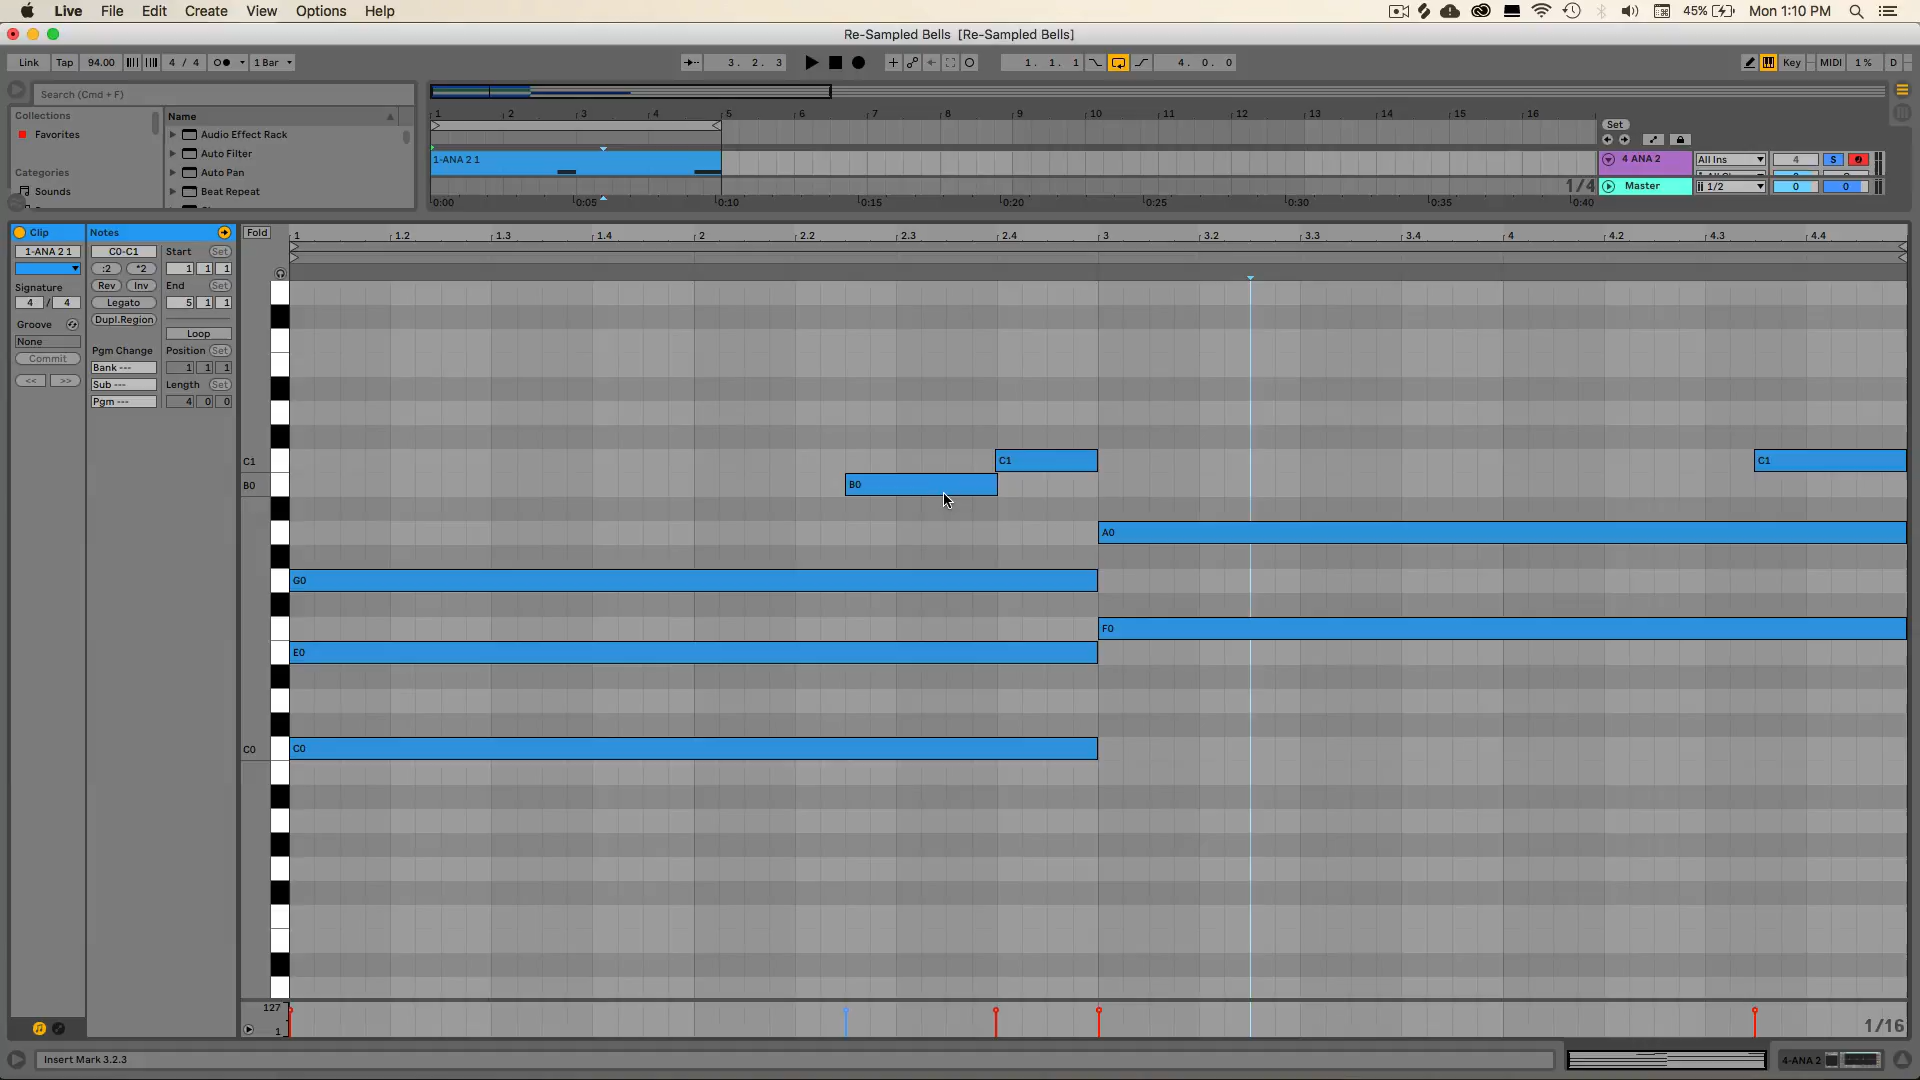 Live File Edit Create View Options Help 45% Mon 1:10 PM
Re-Sampled Bells [Re-Sampled Bells]
Link Tap 94.00 4 / 4 1 Bar 3. 2. 3 1. 1. 1 4. 0. 0 Key MIDI 1 % D
Search (Cmd + F)
Collections
Favorites
Categories
Sounds
Name
Audio Effect Rack
Auto Filter
Auto Pan
Beat Repeat
1 2 3 4 5 6 7 8 9 10 11 12 13 14 15 16
Set
1-ANA 2 1
4 ANA 2 All Ins 4 S
1/4 Master 1/2 0 0
0:00 0:05 0:10 0:15 0:20 0:25 0:30 0:35 0:40
Clip
1-ANA 2 1
Signature
4 / 4
Groove
None
Commit
<< >>
Notes
C0-C1
:2 *2
Rev Inv
Legato
Dupl.Region
Pgm Change
Bank ---
Sub ---
Pgm ---
Start Set
1 1 1
End Set
5 1 1
Loop
Position Set
1 1 1
Length Set
4 0 0
Fold
1 1.2 1.3 1.4 2 2.2 2.3 2.4 3 3.2 3.3 3.4 4 4.2 4.3 4.4
C1 C1 C1
B0 B0
A0
G0
F0
E0
C0 C0
127
1
1/16
Insert Mark 3.2.3
4-ANA 2